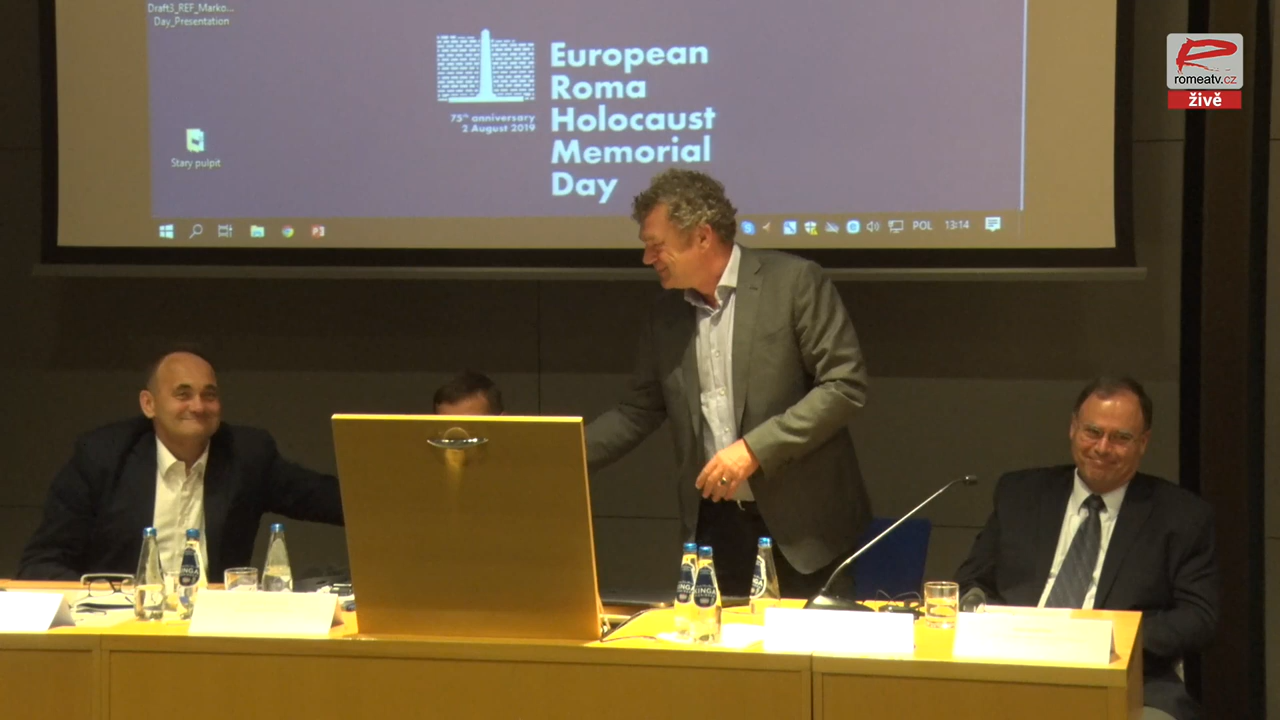 Draft3_REF_Marko...
Day_Presentation
European
Roma
Holocaust
Memorial
Day
75th anniversary
2 August 2019
Stary pulpit
POL
13:14
romeatv.cz
živě
KINGA